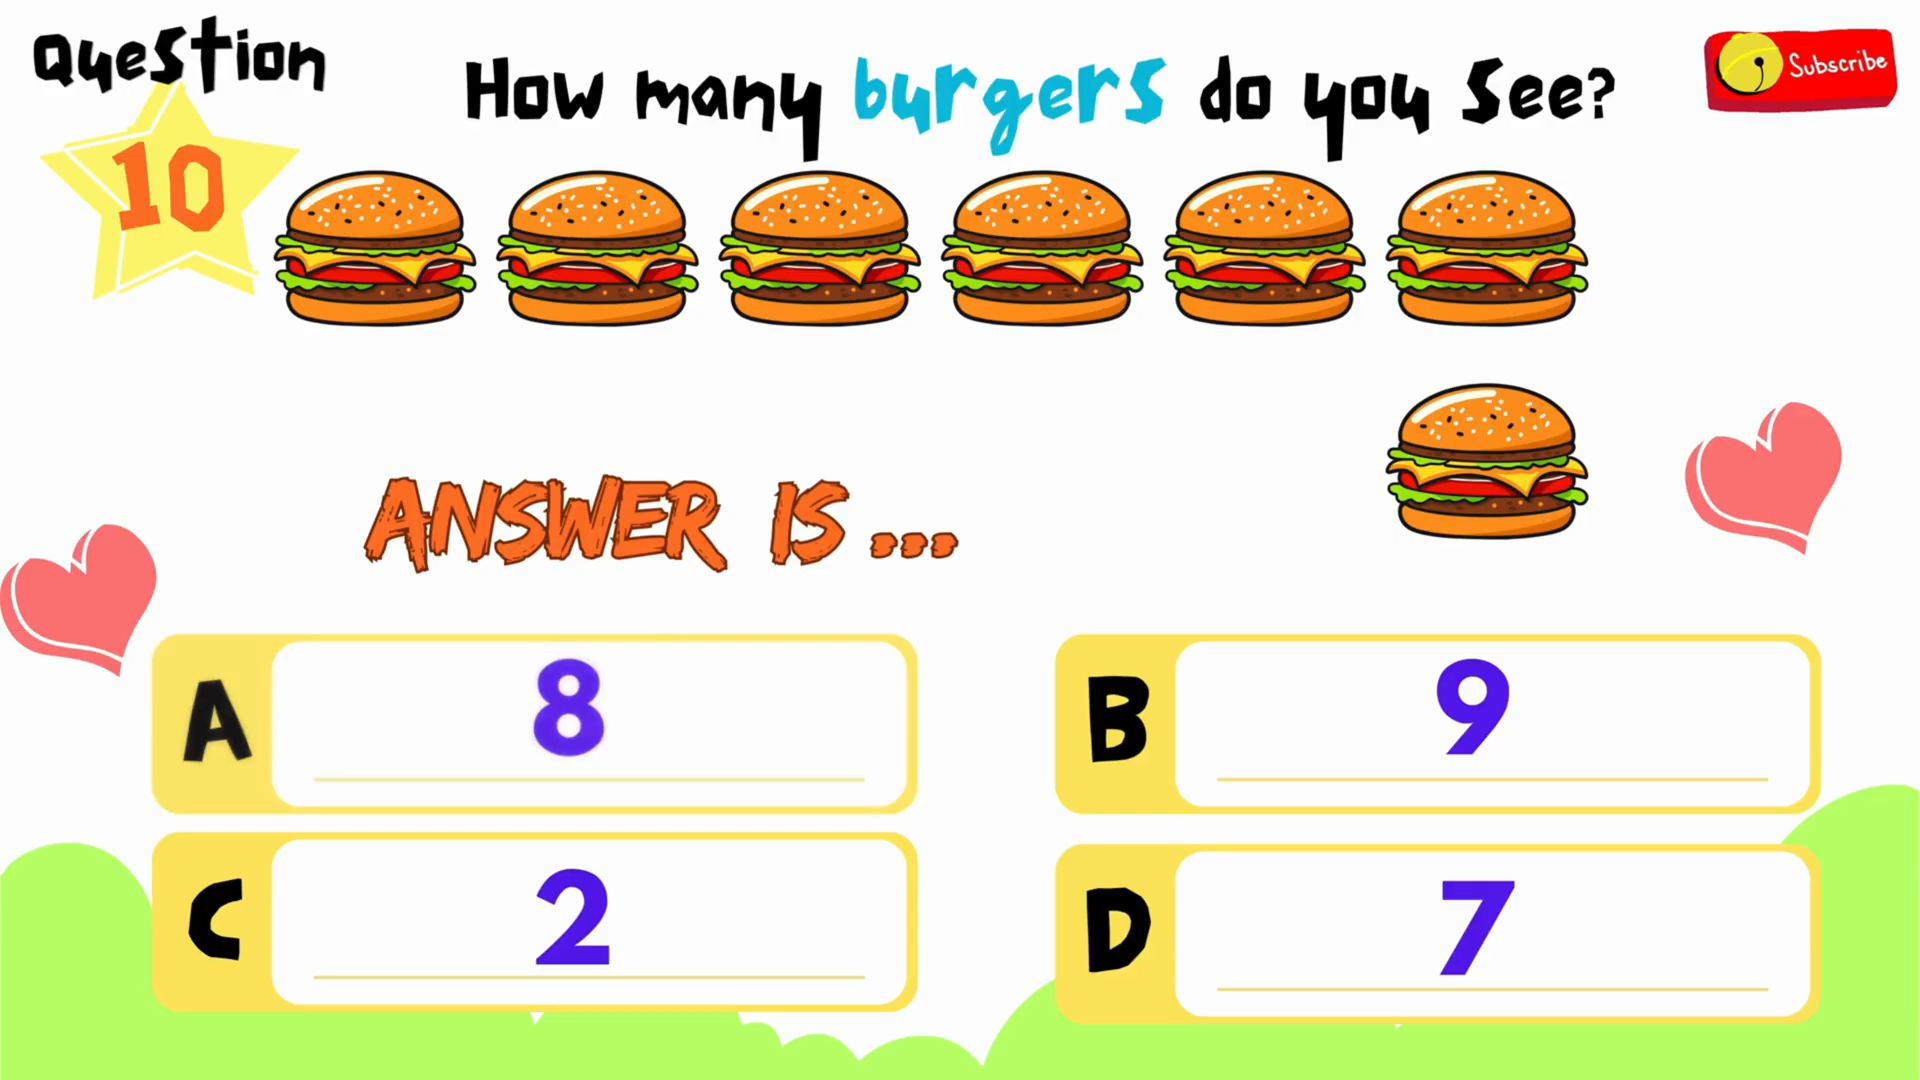 Question
10
How many burgers do you see?
Subscribe
ANSWER IS ...
A 8
B 9
C 2
D 7